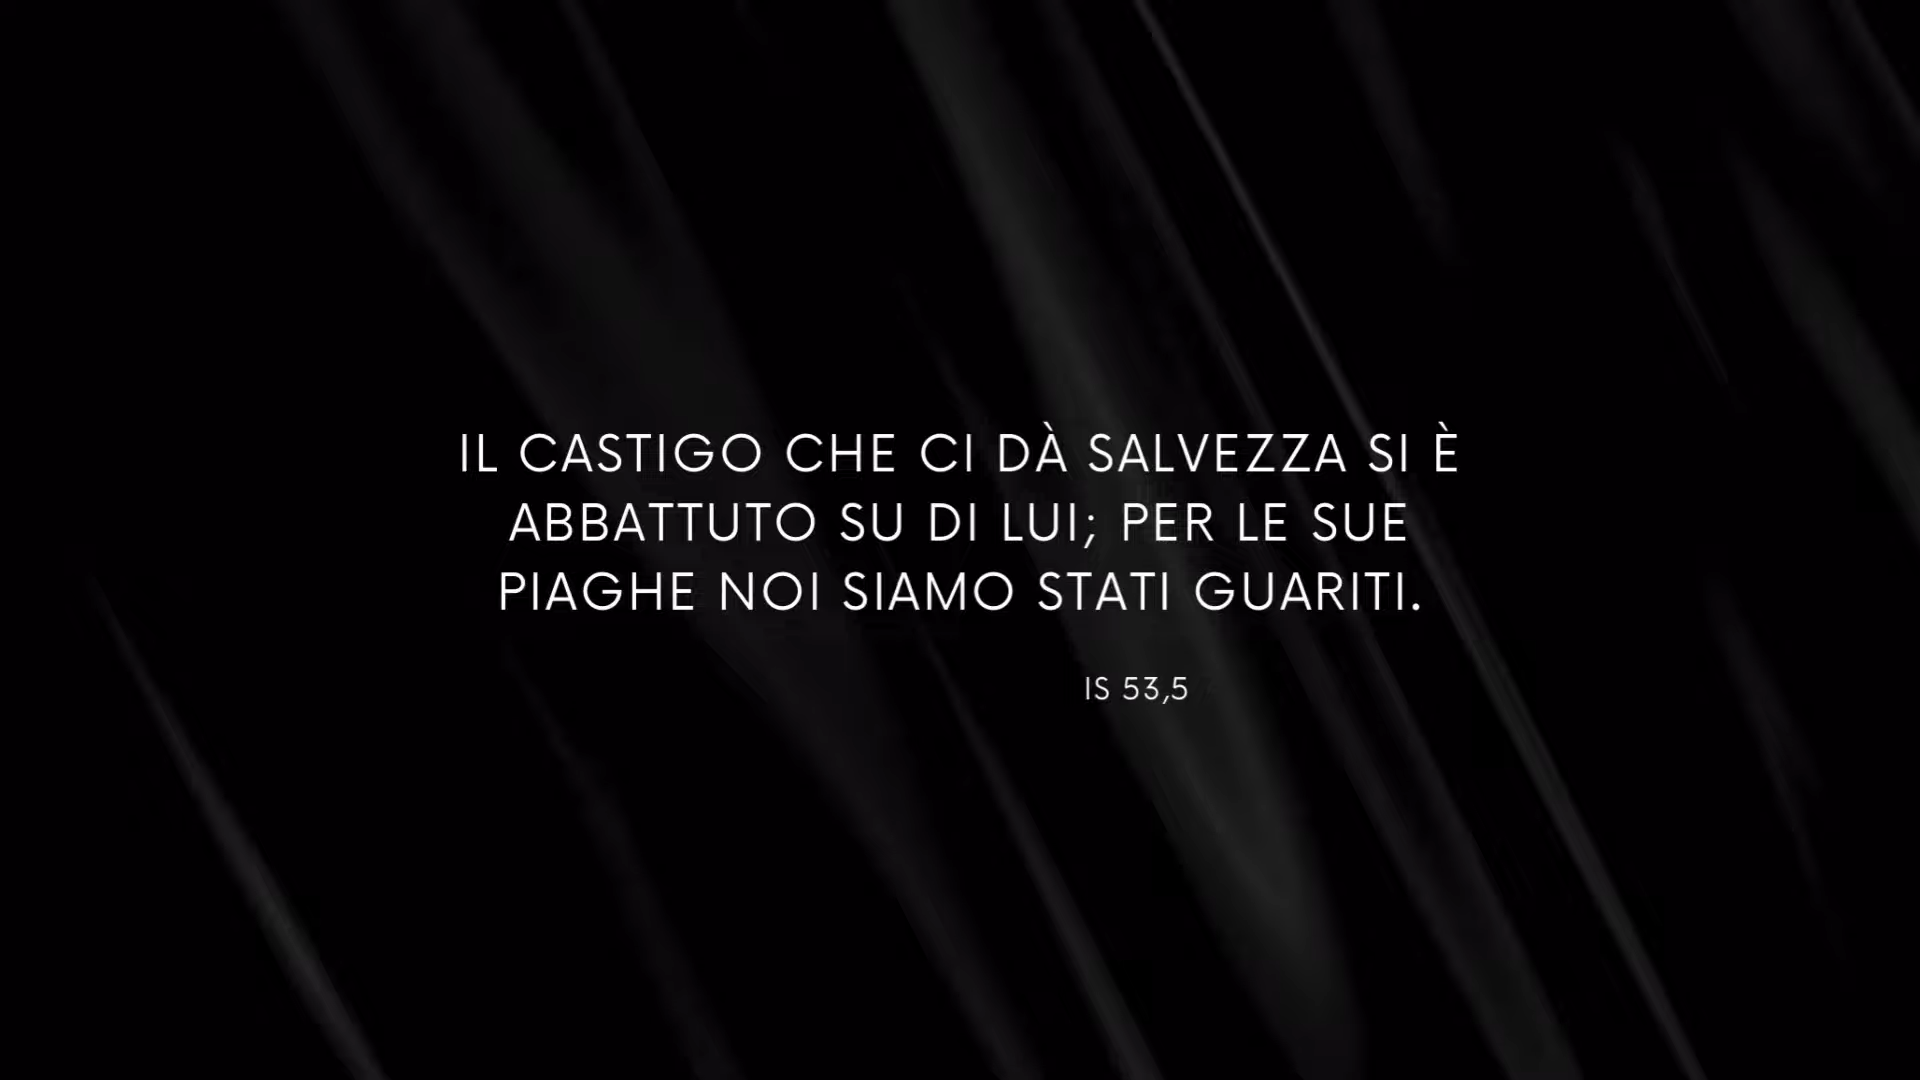 IL CASTIGO CHE CI DÀ SALVEZZA SI È
ABBATTUTO SU DI LUI; PER LE SUE
PIAGHE NOI SIAMO STATI GUARITI.
IS 53,5